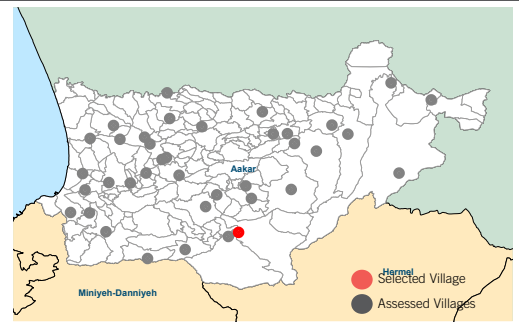 Aakar
Hermel
Selected Village
Miniyeh-Danniyeh
Assessed Villages